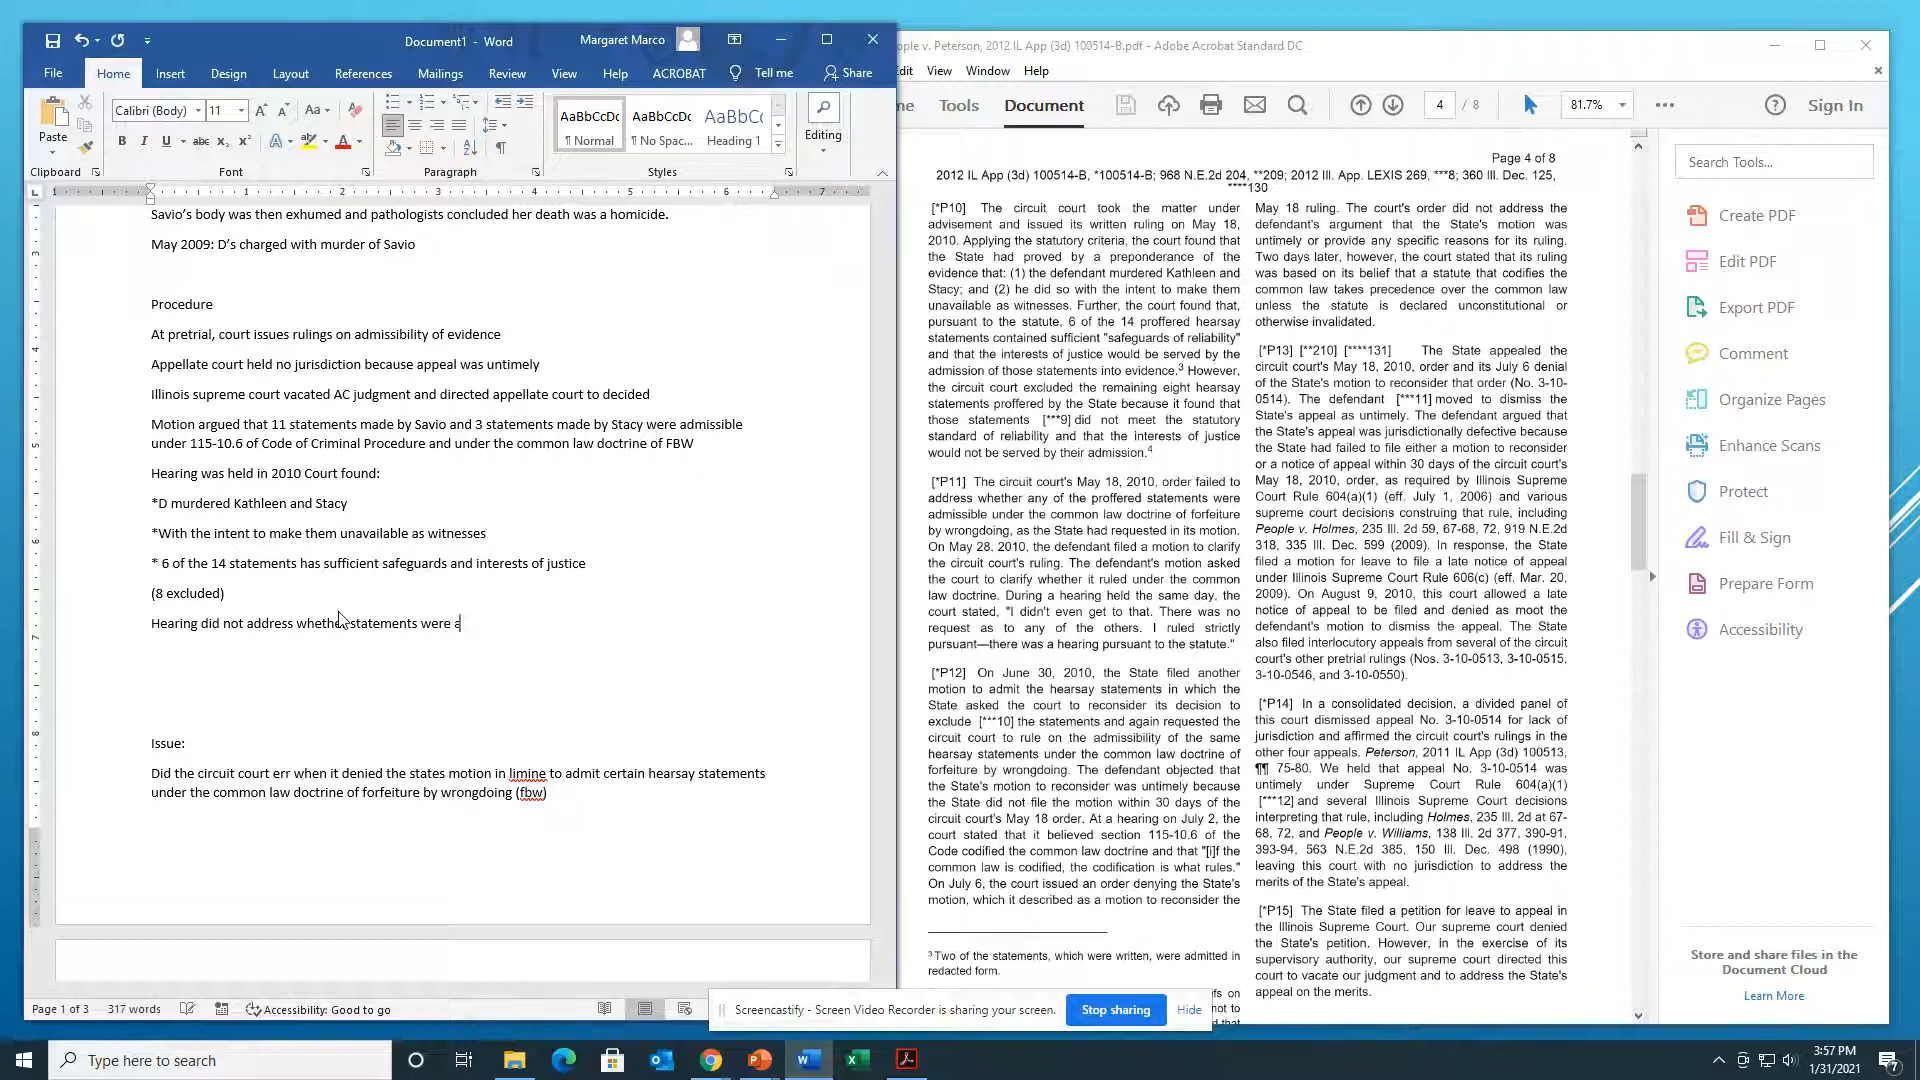 Document1 - Word
Margaret Marco
File
Home
Insert
Design
Layout
References
Mailings
Review
View
Help
ACROBAT
Tell me
Share
Paste
Clipboard
Calibri (Body)
11
Font
Paragraph
AaBbCcDc
¶ Normal
AaBbCcDc
¶ No Spac...
AaBbCc
Heading 1
Styles
Editing
Savio's body was then exhumed and pathologists concluded her death was a homicide.
May 2009: D's charged with murder of Savio
Procedure
At pretrial, court issues rulings on admissibility of evidence
Appellate court held no jurisdiction because appeal was untimely
Illinois supreme court vacated AC judgment and directed appellate court to decided
Motion argued that 11 statements made by Savio and 3 statements made by Stacy were admissible
under 115-10.6 of Code of Criminal Procedure and under the common law doctrine of FBW
Hearing was held in 2010 Court found:
*D murdered Kathleen and Stacy
*With the intent to make them unavailable as witnesses
* 6 of the 14 statements has sufficient safeguards and interests of justice
(8 excluded)
Hearing did not address whether statements were a
Issue:
Did the circuit court err when it denied the states motion in limine to admit certain hearsay statements
under the common law doctrine of forfeiture by wrongdoing (fbw)
Page 1 of 3
317 words
Accessibility: Good to go
ople v. Peterson, 2012 IL App (3d) 100514-B.pdf - Adobe Acrobat Standard DC
Edit
View
Window
Help
me
Tools
Document
4
/ 8
81.7%
Sign In
Page 4 of 8
2012 IL App (3d) 100514-B, *100514-B; 968 N.E.2d 204, **209; 2012 Ill. App. LEXIS 269, ***8; 360 Ill. Dec. 125,
****130
[*P10] The circuit court took the matter under
advisement and issued its written ruling on May 18,
2010. Applying the statutory criteria, the court found that
the State had proved by a preponderance of the
evidence that: (1) the defendant murdered Kathleen and
Stacy; and (2) he did so with the intent to make them
unavailable as witnesses. Further, the court found that,
pursuant to the statute, 6 of the 14 proffered hearsay
statements contained sufficient "safeguards of reliability"
and that the interests of justice would be served by the
admission of those statements into evidence.3 However,
the circuit court excluded the remaining eight hearsay
statements proffered by the State because it found that
those statements [***9] did not meet the statutory
standard of reliability and that the interests of justice
would not be served by their admission.4
[*P11] The circuit court's May 18, 2010, order failed to
address whether any of the proffered statements were
admissible under the common law doctrine of forfeiture
by wrongdoing, as the State had requested in its motion.
On May 28, 2010, the defendant filed a motion to clarify
the circuit court's ruling. The defendant's motion asked
the court to clarify whether it ruled under the common
law doctrine. During a hearing held the same day, the
court stated, "I didn't even get to that. There was no
request as to any of the others. I ruled strictly
pursuant—there was a hearing pursuant to the statute."
[*P12] On June 30, 2010, the State filed another
motion to admit the hearsay statements in which the
State asked the court to reconsider its decision to
exclude [***10] the statements and again requested the
circuit court to rule on the admissibility of the same
hearsay statements under the common law doctrine of
forfeiture by wrongdoing. The defendant objected that
the State's motion to reconsider was untimely because
the State did not file the motion within 30 days of the
circuit court's May 18 order. At a hearing on July 2, the
court stated that it believed section 115-10.6 of the
Code codified the common law doctrine and that "[i]f the
common law is codified, the codification is what rules."
On July 6, the court issued an order denying the State's
motion, which it described as a motion to reconsider the
3 Two of the statements, which were written, were admitted in
redacted form.
efs on
not to
d that
May 18 ruling. The court's order did not address the
defendant's argument that the State's motion was
untimely or provide any specific reasons for its ruling.
Two days later, however, the court stated that its ruling
was based on its belief that a statute that codifies the
common law takes precedence over the common law
unless the statute is declared unconstitutional or
otherwise invalidated.
[*P13] [**210] [****131] The State appealed the
circuit court's May 18, 2010, order and its July 6 denial
of the State's motion to reconsider that order (No. 3-10-
0514). The defendant [***11] moved to dismiss the
State's appeal as untimely. The defendant argued that
the State's appeal was jurisdictionally defective because
the State had failed to file either a motion to reconsider
or a notice of appeal within 30 days of the circuit court's
May 18, 2010, order, as required by Illinois Supreme
Court Rule 604(a)(1) (eff. July 1, 2006) and various
supreme court decisions construing that rule, including
People v. Holmes, 235 Ill. 2d 59, 67-68, 72, 919 N.E.2d
318, 335 Ill. Dec. 599 (2009). In response, the State
filed a motion for leave to file a late notice of appeal
under Illinois Supreme Court Rule 606(c) (eff. Mar. 20,
2009). On August 9, 2010, this court allowed a late
notice of appeal to be filed and denied as moot the
defendant's motion to dismiss the appeal. The State
also filed interlocutory appeals from several of the circuit
court's other pretrial rulings (Nos. 3-10-0513, 3-10-0515,
3-10-0546, and 3-10-0550).
[*P14] In a consolidated decision, a divided panel of
this court dismissed appeal No. 3-10-0514 for lack of
jurisdiction and affirmed the circuit court's rulings in the
other four appeals. Peterson, 2011 IL App (3d) 100513,
¶¶ 75-80. We held that appeal No. 3-10-0514 was
untimely under Supreme Court Rule 604(a)(1)
[***12] and several Illinois Supreme Court decisions
interpreting that rule, including Holmes, 235 Ill. 2d at 67-
68, 72, and People v. Williams, 138 Ill. 2d 377, 390-91,
393-94, 563 N.E.2d 385, 150 Ill. Dec. 498 (1990),
leaving this court with no jurisdiction to address the
merits of the State's appeal.
[*P15] The State filed a petition for leave to appeal in
the Illinois Supreme Court. Our supreme court denied
the State's petition. However, in the exercise of its
supervisory authority, our supreme court directed this
court to vacate our judgment and to address the State's
appeal on the merits.
Search Tools...
Create PDF
Edit PDF
Export PDF
Comment
Organize Pages
Enhance Scans
Protect
Fill & Sign
Prepare Form
Accessibility
Store and share files in the
Document Cloud
Learn More
Screencastify - Screen Video Recorder is sharing your screen.
Stop sharing
Hide
Type here to search
3:57 PM
1/31/2021
7